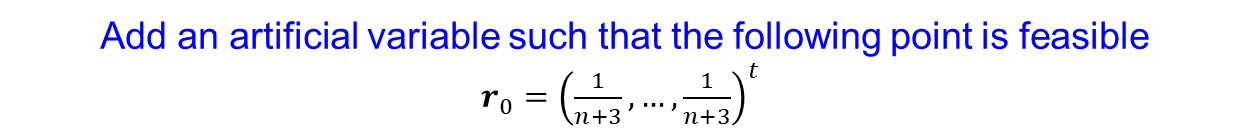 Add an artificial variable such that the following point is feasible
𝒓₀ = (1/(n+3), …, 1/(n+3))ᵗ